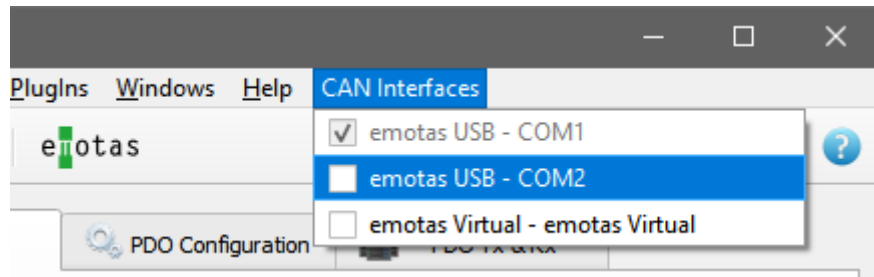 PlugIns Windows Help CAN Interfaces
emotas USB - COM1
emotas
emotas USB - COM2
emotas Virtual - emotas Virtual
PDO Configuration